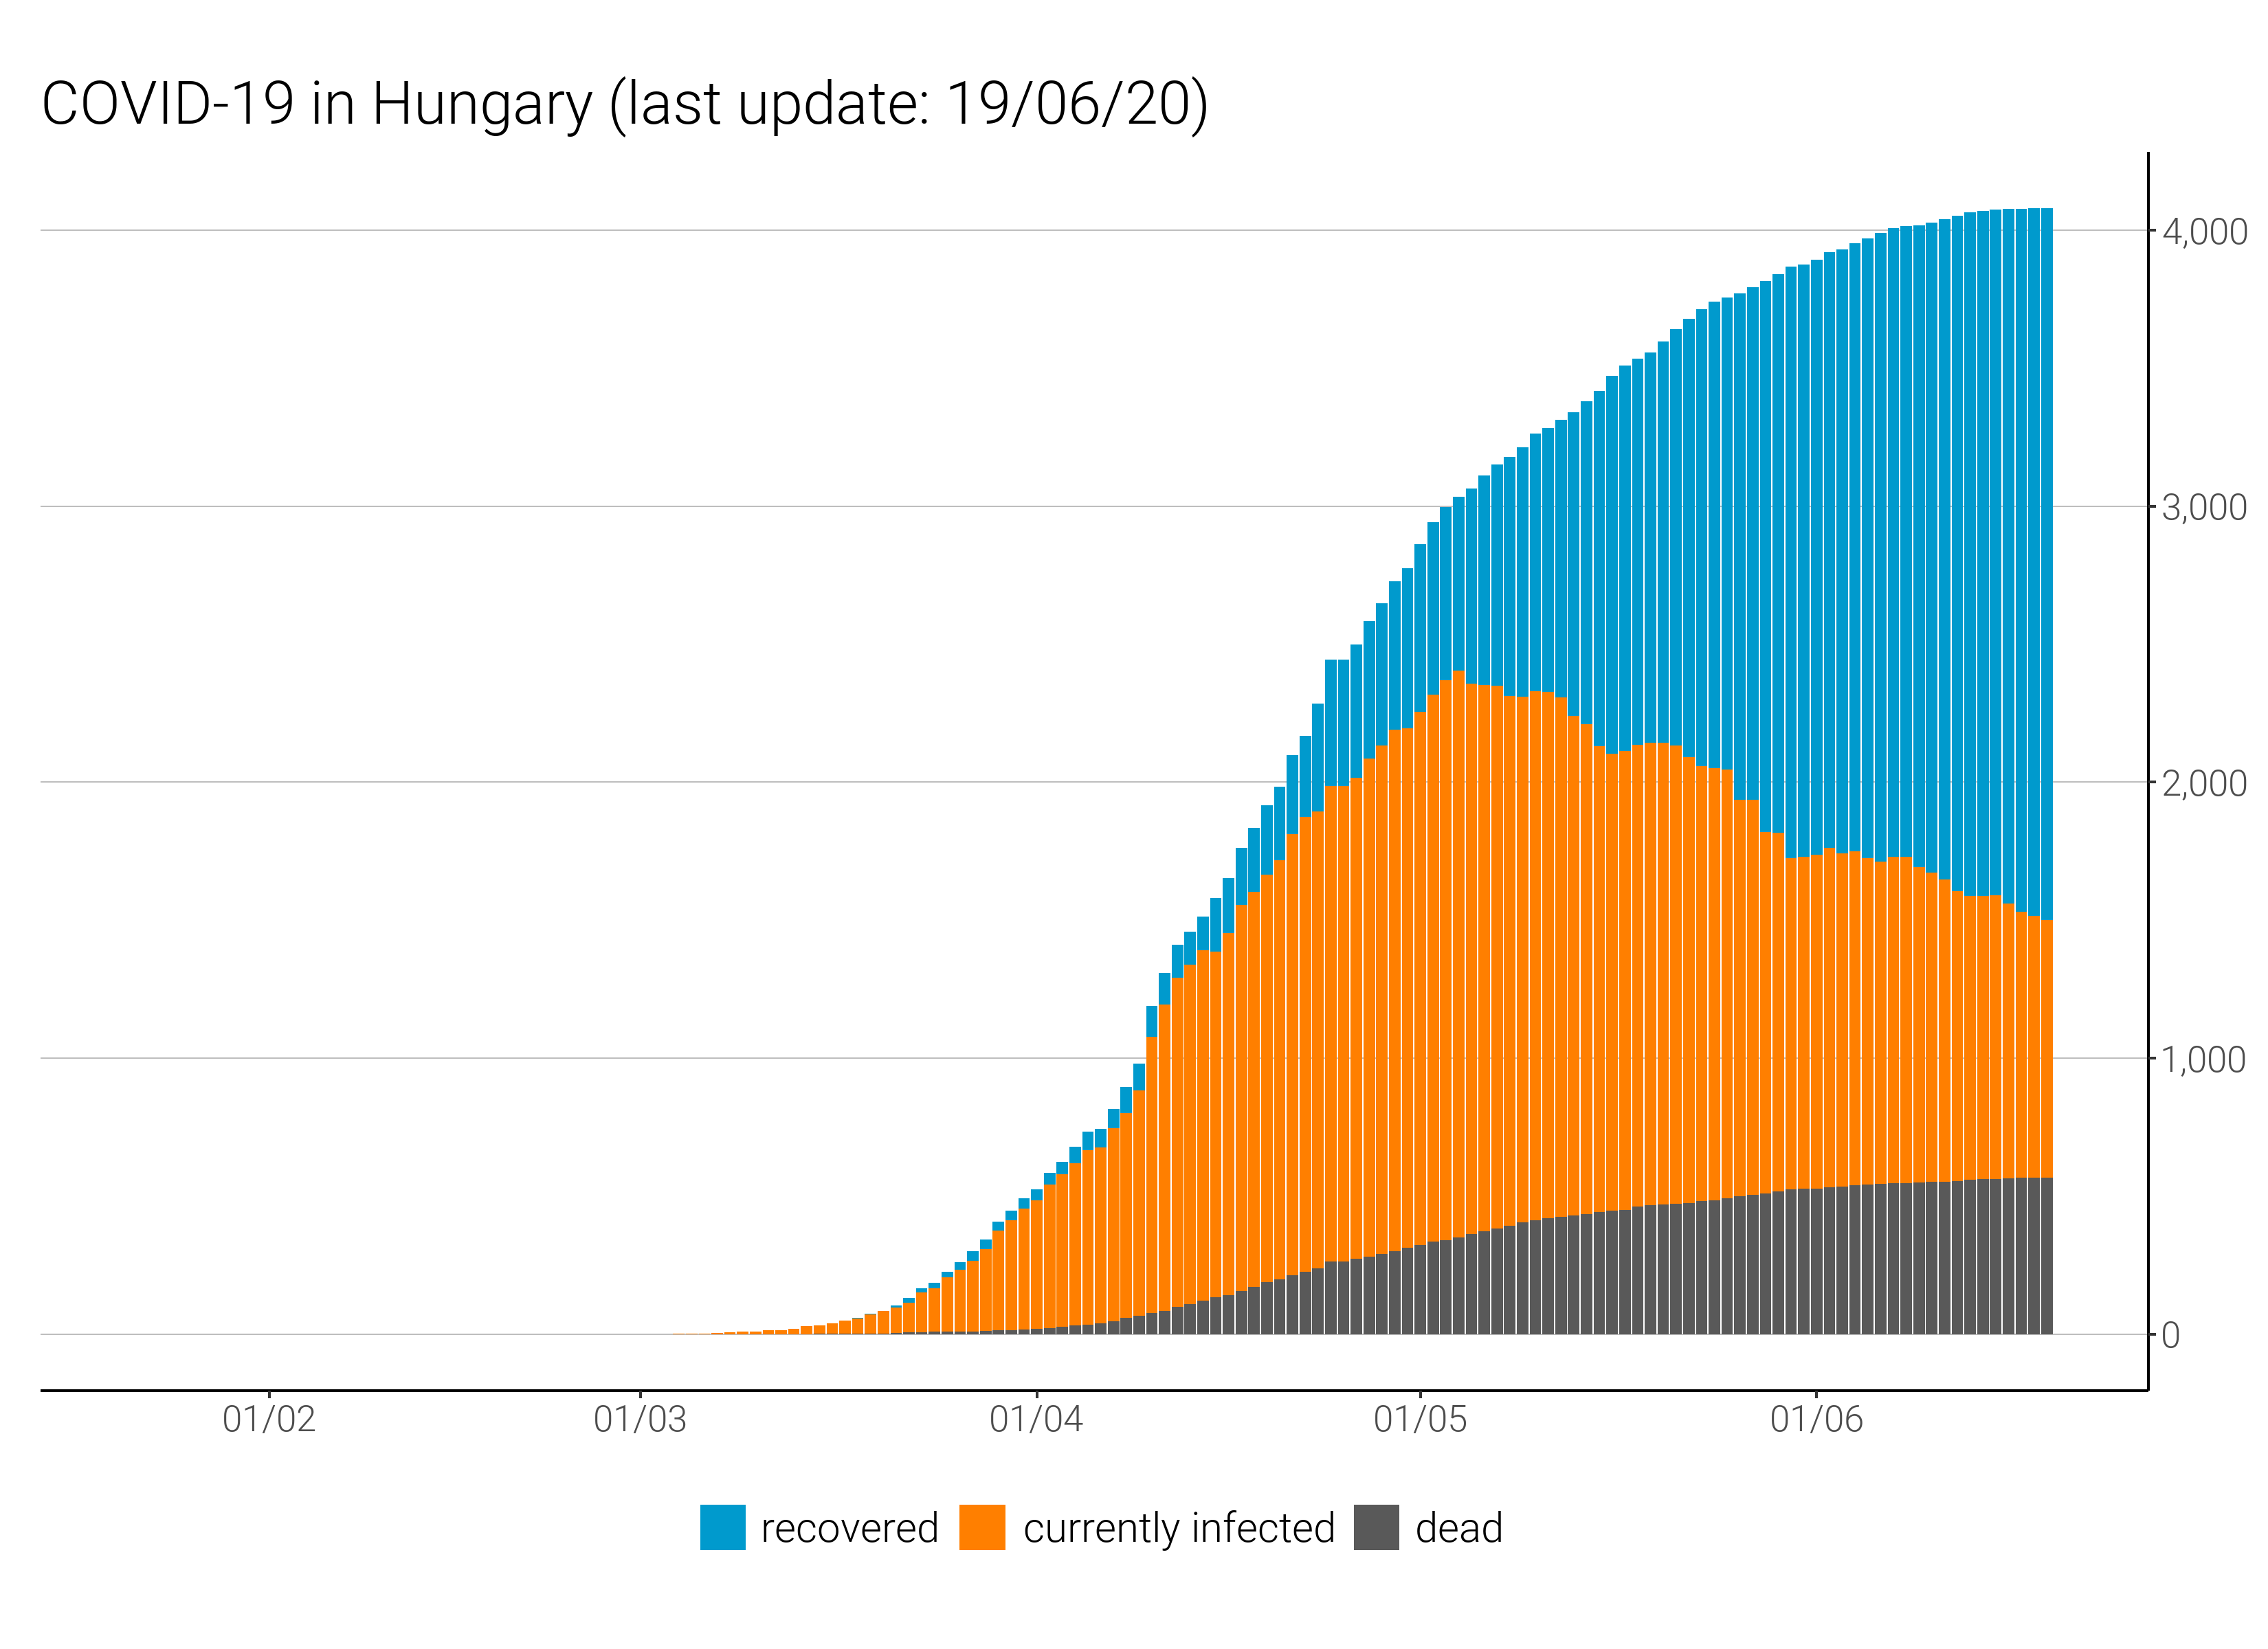 COVID-19 in Hungary (last update: 19/06/20)
4,000
3,000
2,000
1,000
0
01/02 01/03 01/04 01/05 01/06
recovered currently infected dead